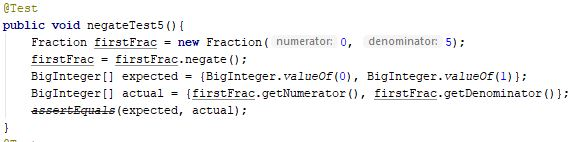 @Test
public void negateTest5(){
Fraction firstFrac = new Fraction( numerator: 0, denominator: 5);
firstFrac = firstFrac.negate();
BigInteger[] expected = {BigInteger.valueOf(0), BigInteger.valueOf(1)};
BigInteger[] actual = {firstFrac.getNumerator(), firstFrac.getDenominator()};
assertEquals(expected, actual);
}